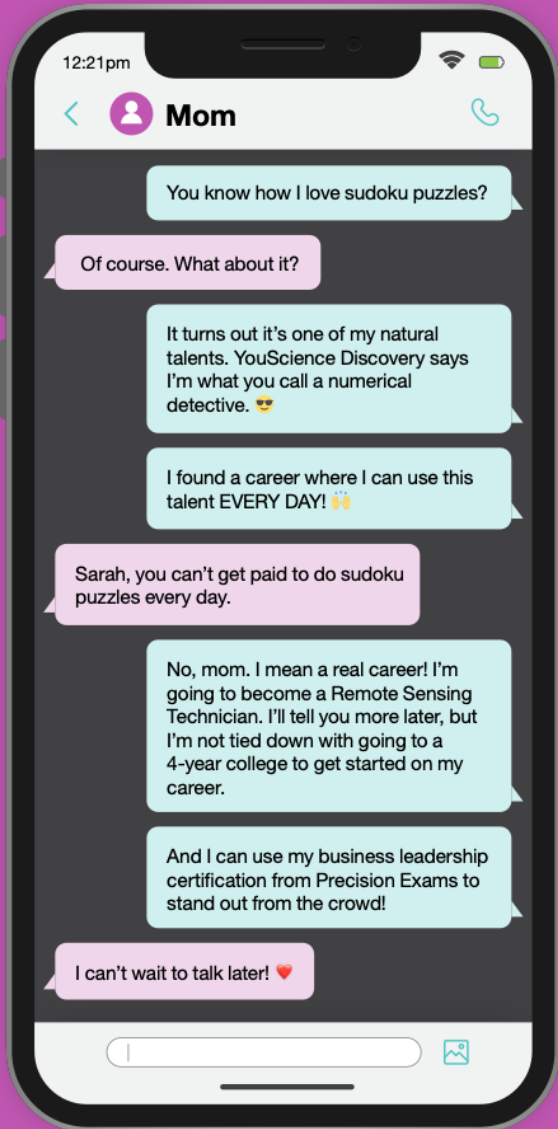 12:21pm
Mom
You know how I love sudoku puzzles?
Of course. What about it?
It turns out it’s one of my natural
talents. YouScience Discovery says
I’m what you call a numerical
detective. 😎
I found a career where I can use this
talent EVERY DAY! 🙌
Sarah, you can’t get paid to do sudoku
puzzles every day.
No, mom. I mean a real career! I’m
going to become a Remote Sensing
Technician. I’ll tell you more later, but
I’m not tied down with going to a
4-year college to get started on my
career.
And I can use my business leadership
certification from Precision Exams to
stand out from the crowd!
I can’t wait to talk later! ❤️